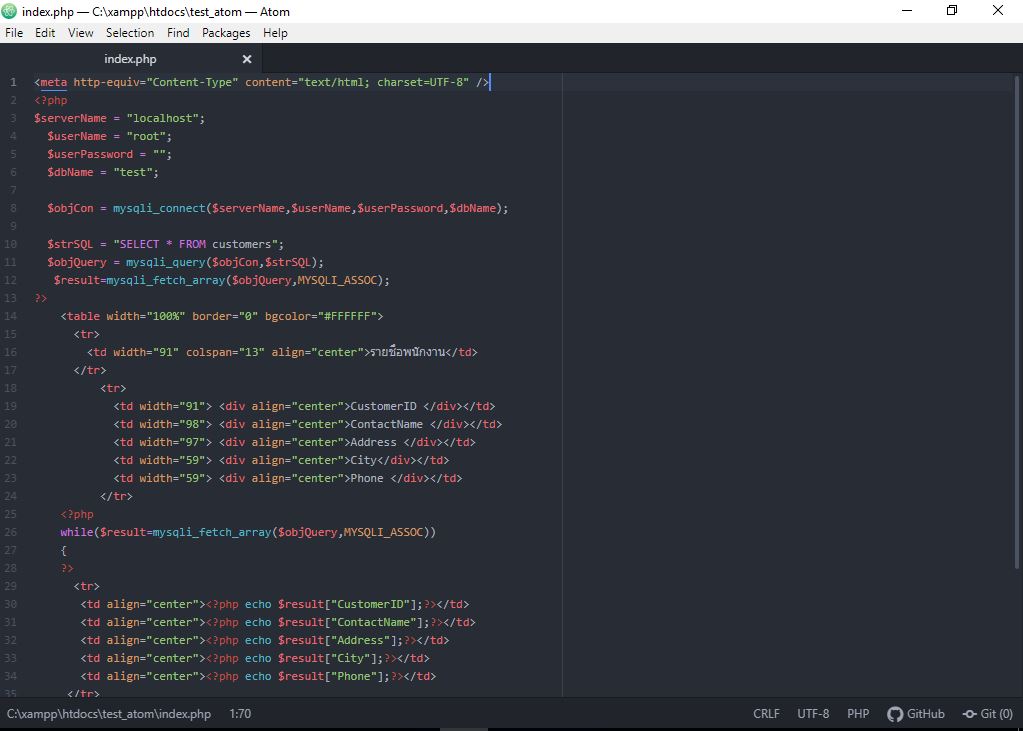 index.php — C:\xampp\htdocs\test_atom — Atom
File Edit View Selection Find Packages Help
index.php
1 <meta http-equiv="Content-Type" content="text/html; charset=UTF-8" />
2 <?php
3 $serverName = "localhost";
4 $userName = "root";
5 $userPassword = "";
6 $dbName = "test";
7
8 $objCon = mysqli_connect($serverName,$userName,$userPassword,$dbName);
9
10 $strSQL = "SELECT * FROM customers";
11 $objQuery = mysqli_query($objCon,$strSQL);
12 $result=mysqli_fetch_array($objQuery,MYSQLI_ASSOC);
13 ?>
14 <table width="100%" border="0" bgcolor="#FFFFFF">
15 <tr>
16 <td width="91" colspan="13" align="center">รายชื่อพนักงาน</td>
17 </tr>
18 <tr>
19 <td width="91"> <div align="center">CustomerID </div></td>
20 <td width="98"> <div align="center">ContactName </div></td>
21 <td width="97"> <div align="center">Address </div></td>
22 <td width="59"> <div align="center">City</div></td>
23 <td width="59"> <div align="center">Phone </div></td>
24 </tr>
25 <?php
26 while($result=mysqli_fetch_array($objQuery,MYSQLI_ASSOC))
27 {
28 ?>
29 <tr>
30 <td align="center"><?php echo $result["CustomerID"];?></td>
31 <td align="center"><?php echo $result["ContactName"];?></td>
32 <td align="center"><?php echo $result["Address"];?></td>
33 <td align="center"><?php echo $result["City"];?></td>
34 <td align="center"><?php echo $result["Phone"];?></td>
35 </tr>
C:\xampp\htdocs\test_atom\index.php 1:70 CRLF UTF-8 PHP GitHub Git (0)